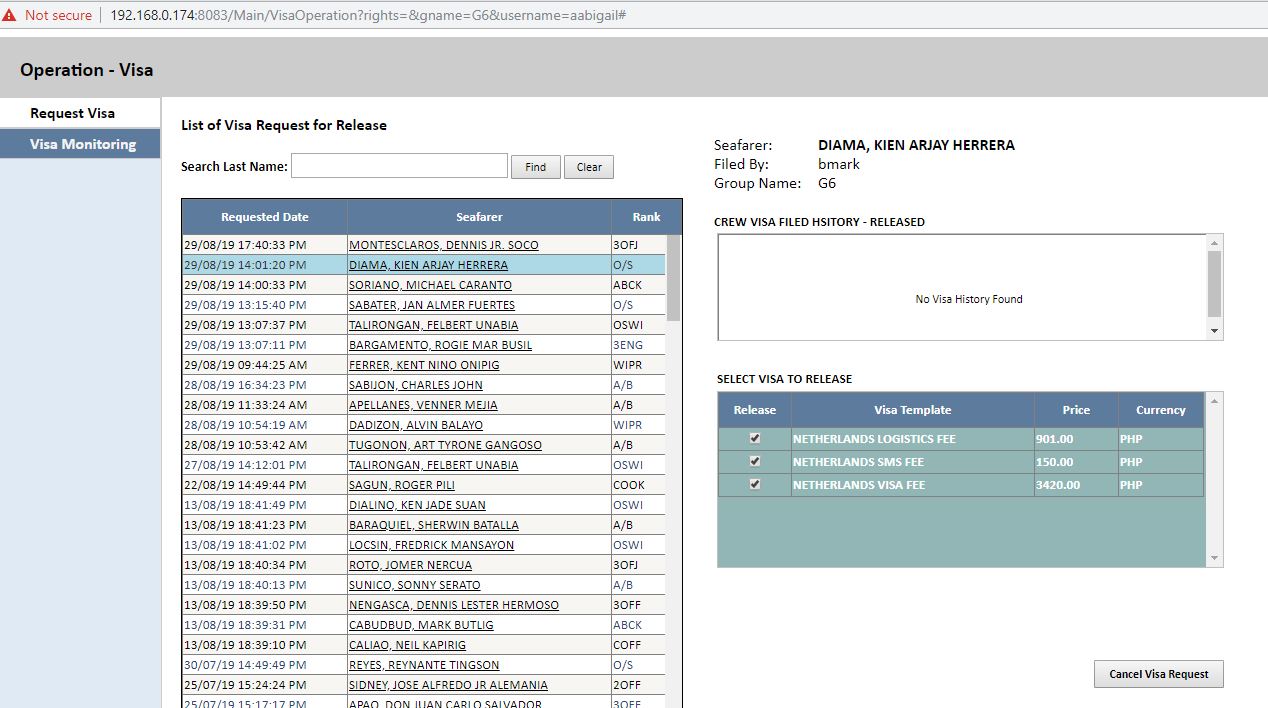 Not secure | 192.168.0.174:8083/Main/VisaOperation?rights=&gname=G6&username=aabigail#
Operation - Visa
Request Visa
Visa Monitoring
List of Visa Request for Release
Search Last Name: Find Clear
Requested Date Seafarer Rank
29/08/19 17:40:33 PM MONTESCLAROS, DENNIS JR. SOCO 3OFJ
29/08/19 14:01:20 PM DIAMA, KIEN ARJAY HERRERA O/S
29/08/19 14:00:33 PM SORIANO, MICHAEL CARANTO ABCK
29/08/19 13:15:40 PM SABATER, JAN ALMER FUERTES O/S
29/08/19 13:07:37 PM TALIRONGAN, FELBERT UNABIA OSWI
29/08/19 13:07:11 PM BARGAMENTO, ROGIE MAR BUSIL 3ENG
29/08/19 09:44:25 AM FERRER, KENT NINO ONIPIG WIPR
28/08/19 16:34:23 PM SABIJON, CHARLES JOHN A/B
28/08/19 11:33:24 AM APELLANES, VENNER MEJIA A/B
28/08/19 10:54:19 AM DADIZON, ALVIN BALAYO WIPR
28/08/19 10:53:42 AM TUGONON, ART TYRONE GANGOSO A/B
27/08/19 14:12:01 PM TALIRONGAN, FELBERT UNABIA OSWI
22/08/19 14:49:44 PM SAGUN, ROGER PILI COOK
13/08/19 18:41:49 PM DIALINO, KEN JADE SUAN OSWI
13/08/19 18:41:23 PM BARAQUIEL, SHERWIN BATALLA A/B
13/08/19 18:41:02 PM LOCSIN, FREDRICK MANSAYON OSWI
13/08/19 18:40:34 PM ROTO, JOMER NERCUA 3OFJ
13/08/19 18:40:13 PM SUNICO, SONNY SERATO A/B
13/08/19 18:39:50 PM NENGASCA, DENNIS LESTER HERMOSO 3OFF
13/08/19 18:39:31 PM CABUDBUD, MARK BUTLIG ABCK
13/08/19 18:39:10 PM CALIAO, NEIL KAPIRIG COFF
30/07/19 14:49:49 PM REYES, REYNANTE TINGSON O/S
25/07/19 15:24:24 PM SIDNEY, JOSE ALFREDO JR ALEMANIA 2OFF
25/07/19 15:17:17 PM APAO, DON JUAN CARLO SALVADOR 3OFF
Seafarer: DIAMA, KIEN ARJAY HERRERA
Filed By: bmark
Group Name: G6
CREW VISA FILED HSITORY - RELEASED
No Visa History Found
SELECT VISA TO RELEASE
Release Visa Template Price Currency
NETHERLANDS LOGISTICS FEE 901.00 PHP
NETHERLANDS SMS FEE 150.00 PHP
NETHERLANDS VISA FEE 3420.00 PHP
Cancel Visa Request